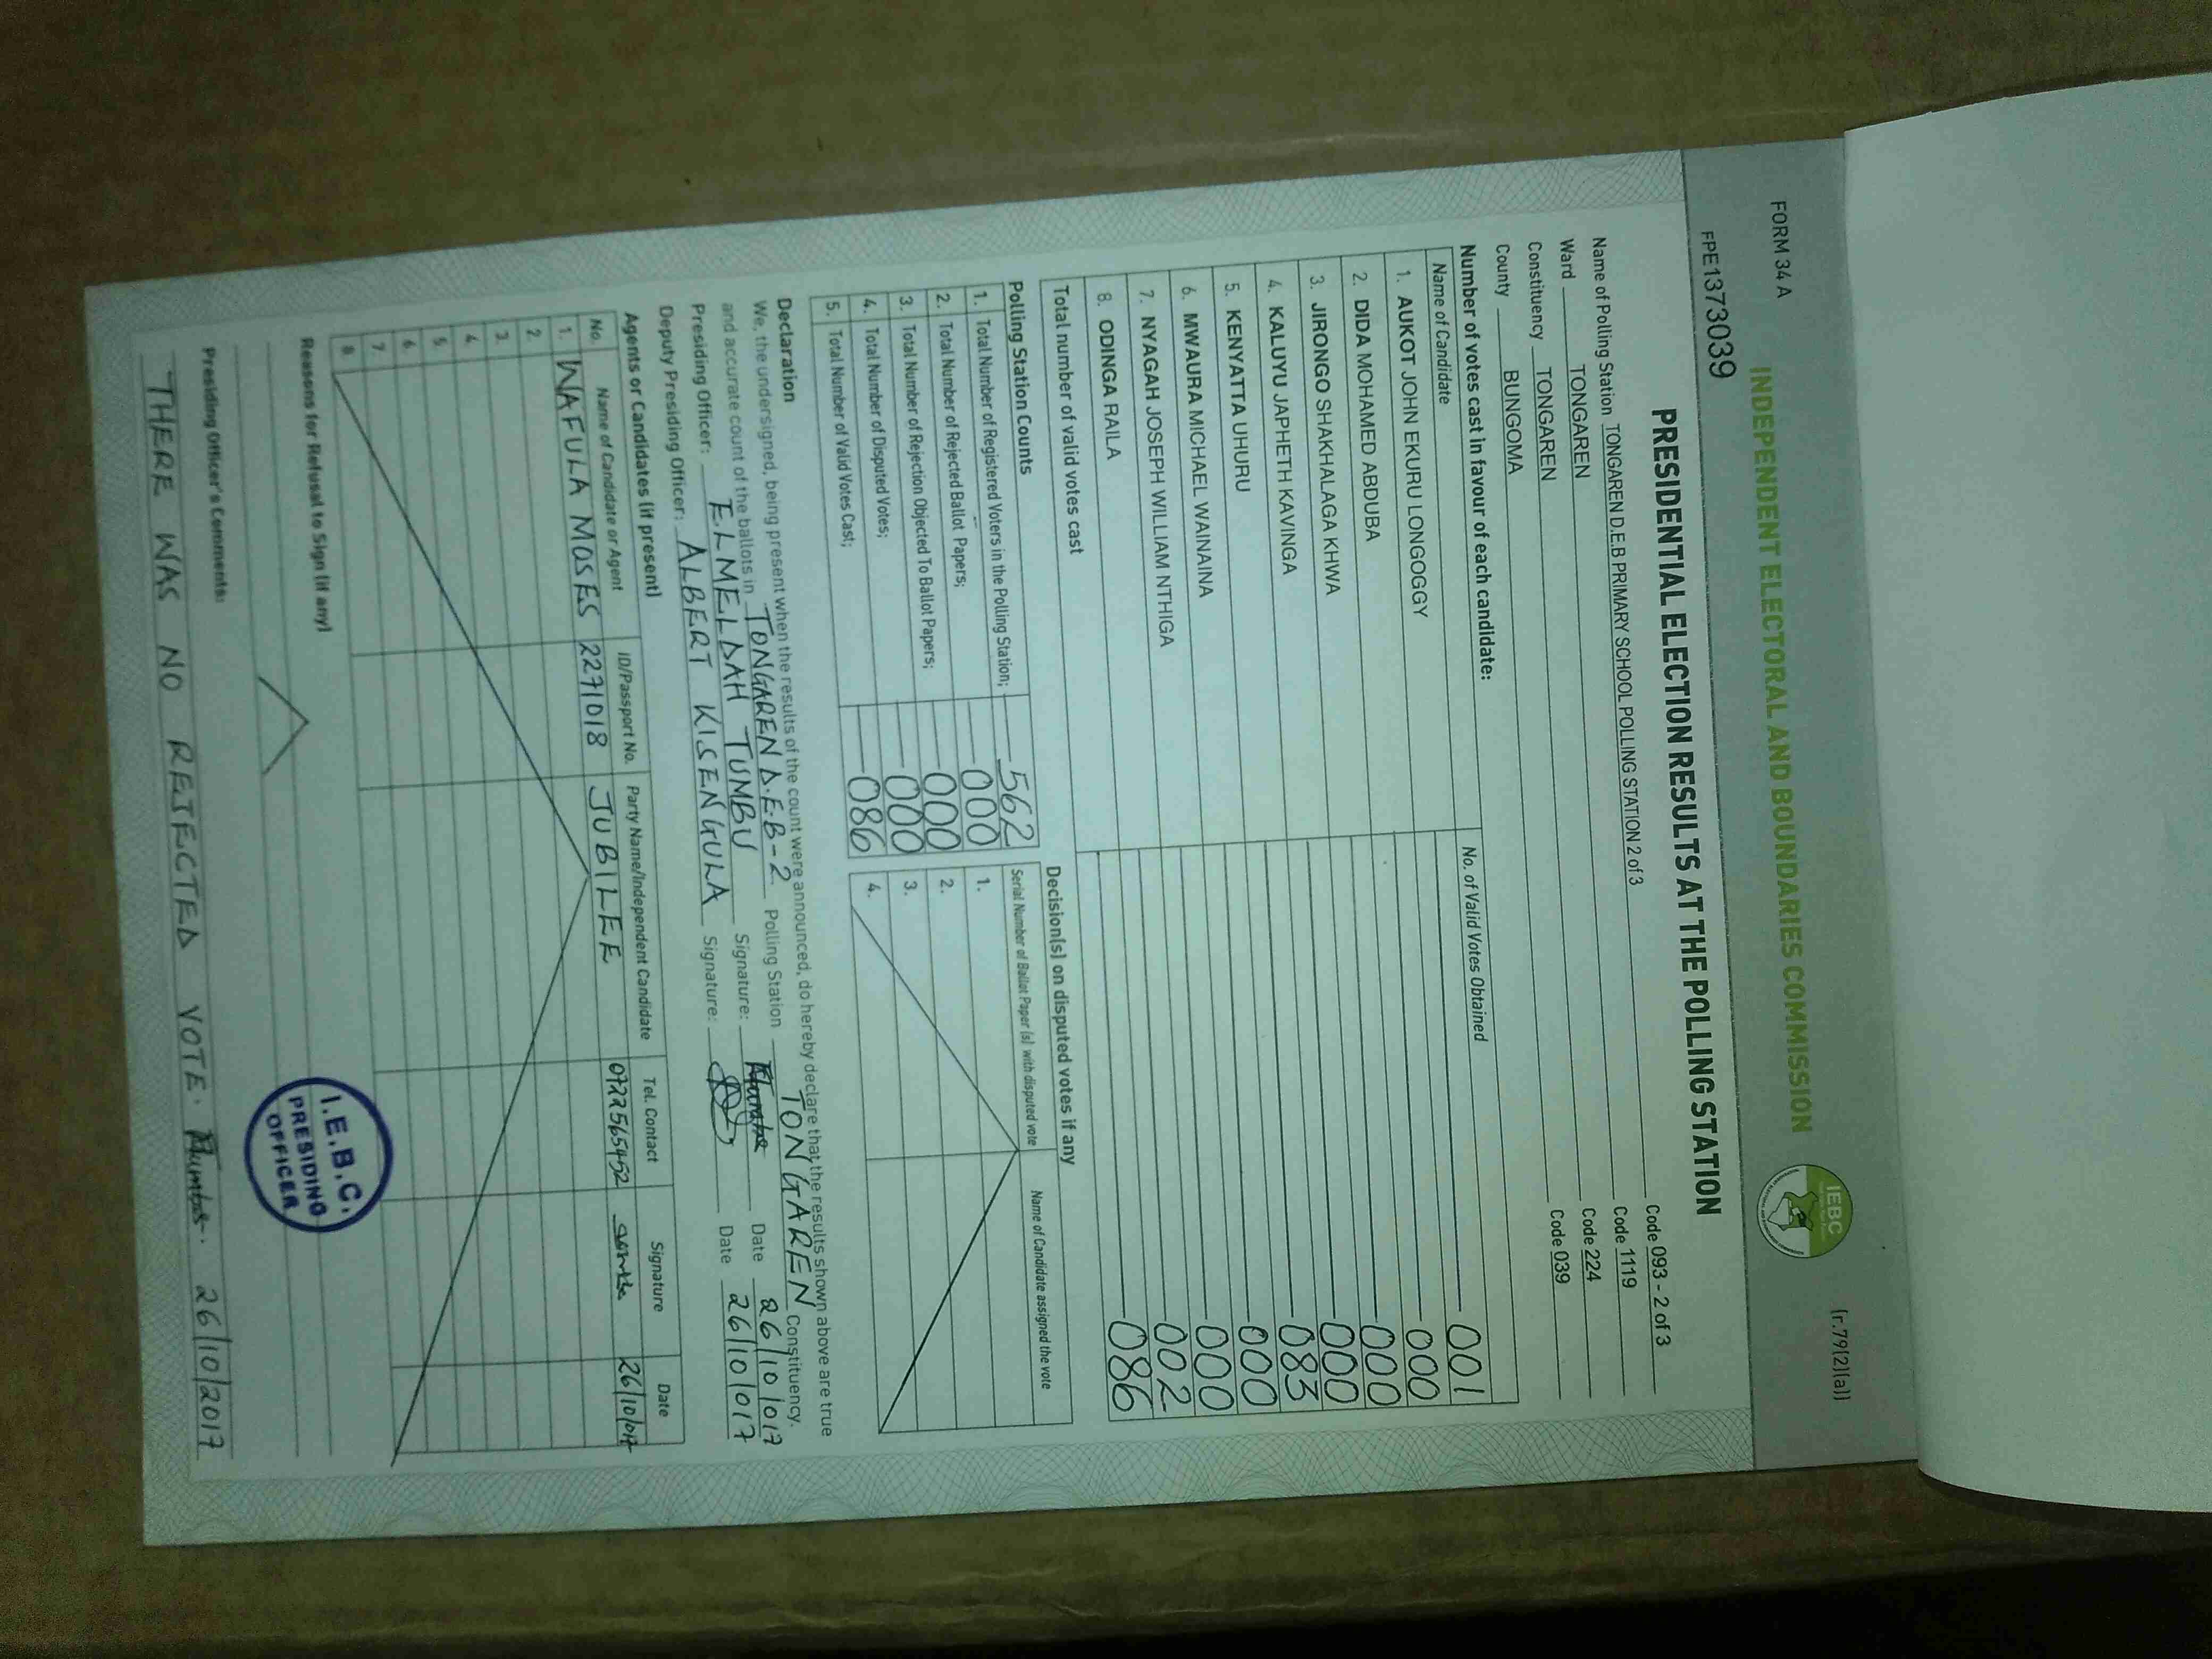 FORM 34 A
(r.79(2)(a))
INDEPENDENT ELECTORAL AND BOUNDARIES COMMISSION
IEBC
FPE1373039
PRESIDENTIAL ELECTION RESULTS AT THE POLLING STATION
Name of Polling Station TONGAREN D.E.B PRIMARY SCHOOL POLLING STATION 2 of 3 Code 093 - 2 of 3
Ward TONGAREN Code 1119
Constituency TONGAREN Code 224
County BUNGOMA Code 039
Number of votes cast in favour of each candidate:
Name of Candidate No. of Valid Votes Obtained
1. AUKOT JOHN EKURU LONGOGGY 001
2. DIDA MOHAMED ABDUBA 000
3. JIRONGO SHAKHALAGA KHWA 000
4. KALUYU JAPHETH KAVINGA 000
5. KENYATTA UHURU 083
6. MWAURA MICHAEL WAINAINA 000
7. NYAGAH JOSEPH WILLIAM NTHIGA 000
8. ODINGA RAILA 002
Total number of valid votes cast 086
Polling Station Counts
1. Total Number of Registered Voters in the Polling Station; 562
2. Total Number of Rejected Ballot Papers; 000
3. Total Number of Rejection Objected To Ballot Papers; 000
4. Total Number of Disputed Votes; 000
5. Total Number of Valid Votes Cast; 086
Decision(s) on disputed votes if any
Serial Number of Ballot Paper (s) with disputed vote Name of Candidate assigned the vote
1.
2.
3.
4.
Declaration
We, the undersigned, being present when the results of the count were announced, do hereby declare that the results shown above are true
and accurate count of the ballots in TONGAREN D.E.B-2 Polling Station TONGAREN Constituency.
Presiding Officer: ELMELDAH TUMBU Signature: Date 26/10/017
Deputy Presiding Officer: ALBERT KISENGULA Signature: Date 26/10/017
Agents or Candidates (if present)
No. Name of Candidate or Agent ID/Passport No. Party Name/Independent Candidate Tel. Contact Signature Date
1. WAFULA MOSES 2271018 JUBILEE 0722565452 26/10/017
2.
3.
4.
5.
6.
7
8
Reasons for Refusal to Sign (if any)
I.E.B.C.
PRESIDING
OFFICER
Presiding Officer's Comments:
THERE WAS NO REJECTED VOTE. 26/10/2017